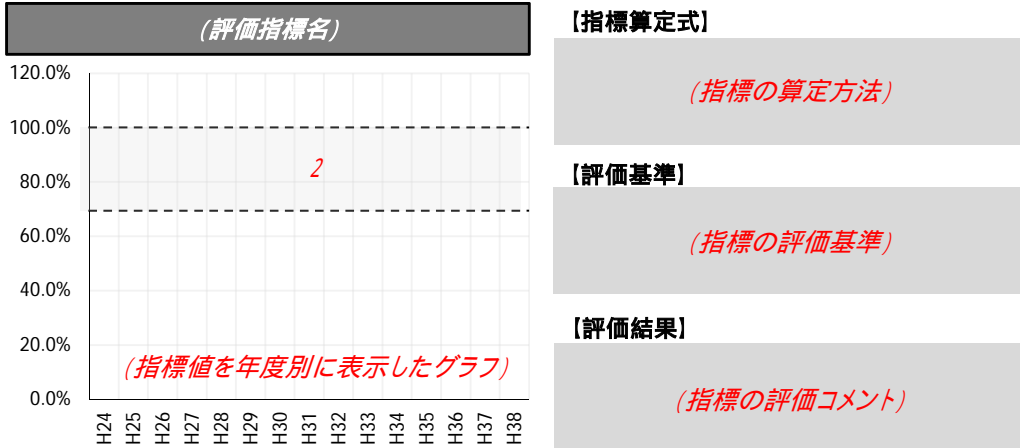 (評価指標名)
120.0%
100.0%
80.0%
60.0%
40.0%
20.0%
0.0%
2
(指標値を年度別に表示したグラフ)
H24
H25
H26
H27
H28
H29
H30
H31
H32
H33
H34
H35
H36
H37
H38
【指標算定式】
(指標の算定方法)
【評価基準】
(指標の評価基準)
【評価結果】
(指標の評価コメント)